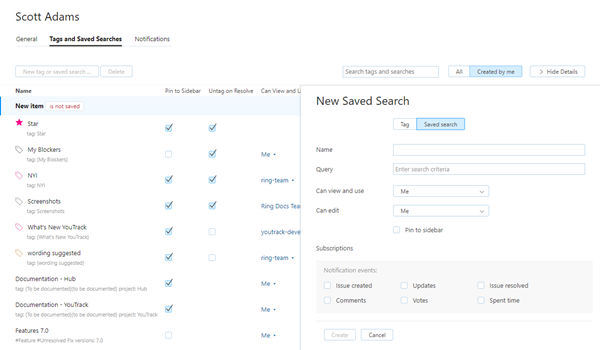 Scott Adams
General Tags and Saved Searches Notifications
New tag or saved search ... Delete Search tags and searches All Created by me > Hide Details
Name Pin to Sidebar Untag on Resolve Can View and U
New item is not saved
Star
tag: Star
My Blockers Me
tag: {My Blockers}
NYI ring-team
tag: NYI
Screenshots Ring Docs Tea
tag: Screenshots
What's New YouTrack youtrack-deve
tag: {What's New YouTrack}
wording suggested ring-team
tag: {wording suggested}
Documentation - Hub Me
tag: {To be documented}{to be documented} project: Hub
Documentation - YouTrack Me
tag: {To be documented}{to be documented} project: YouTrack
Features 7.0 Me
#Feature #Unresolved Fix versions: 7.0
New Saved Search
Tag Saved search
Name
Query Enter search criteria
Can view and use Me
Can edit Me
Pin to sidebar
Subscriptions
Notification events:
Issue created Updates Issue resolved
Comments Votes Spent time
Create Cancel